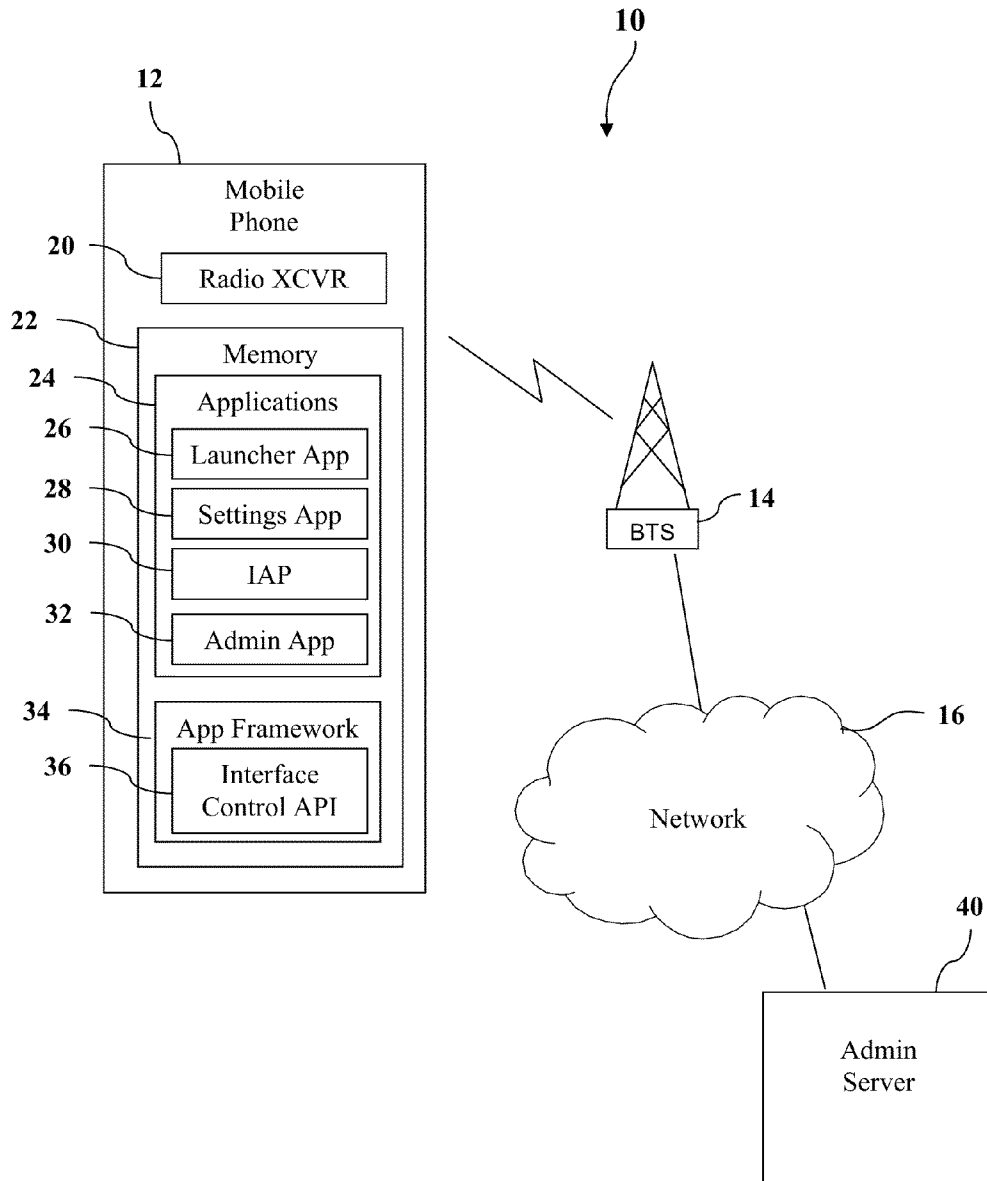 10
12
Mobile
Phone
20
Radio XCVR
22
Memory
24
Applications
26
Launcher App
28
Settings App
30
IAP
32
Admin App
34
App Framework
36
Interface
Control API
14
BTS
16
Network
40
Admin
Server